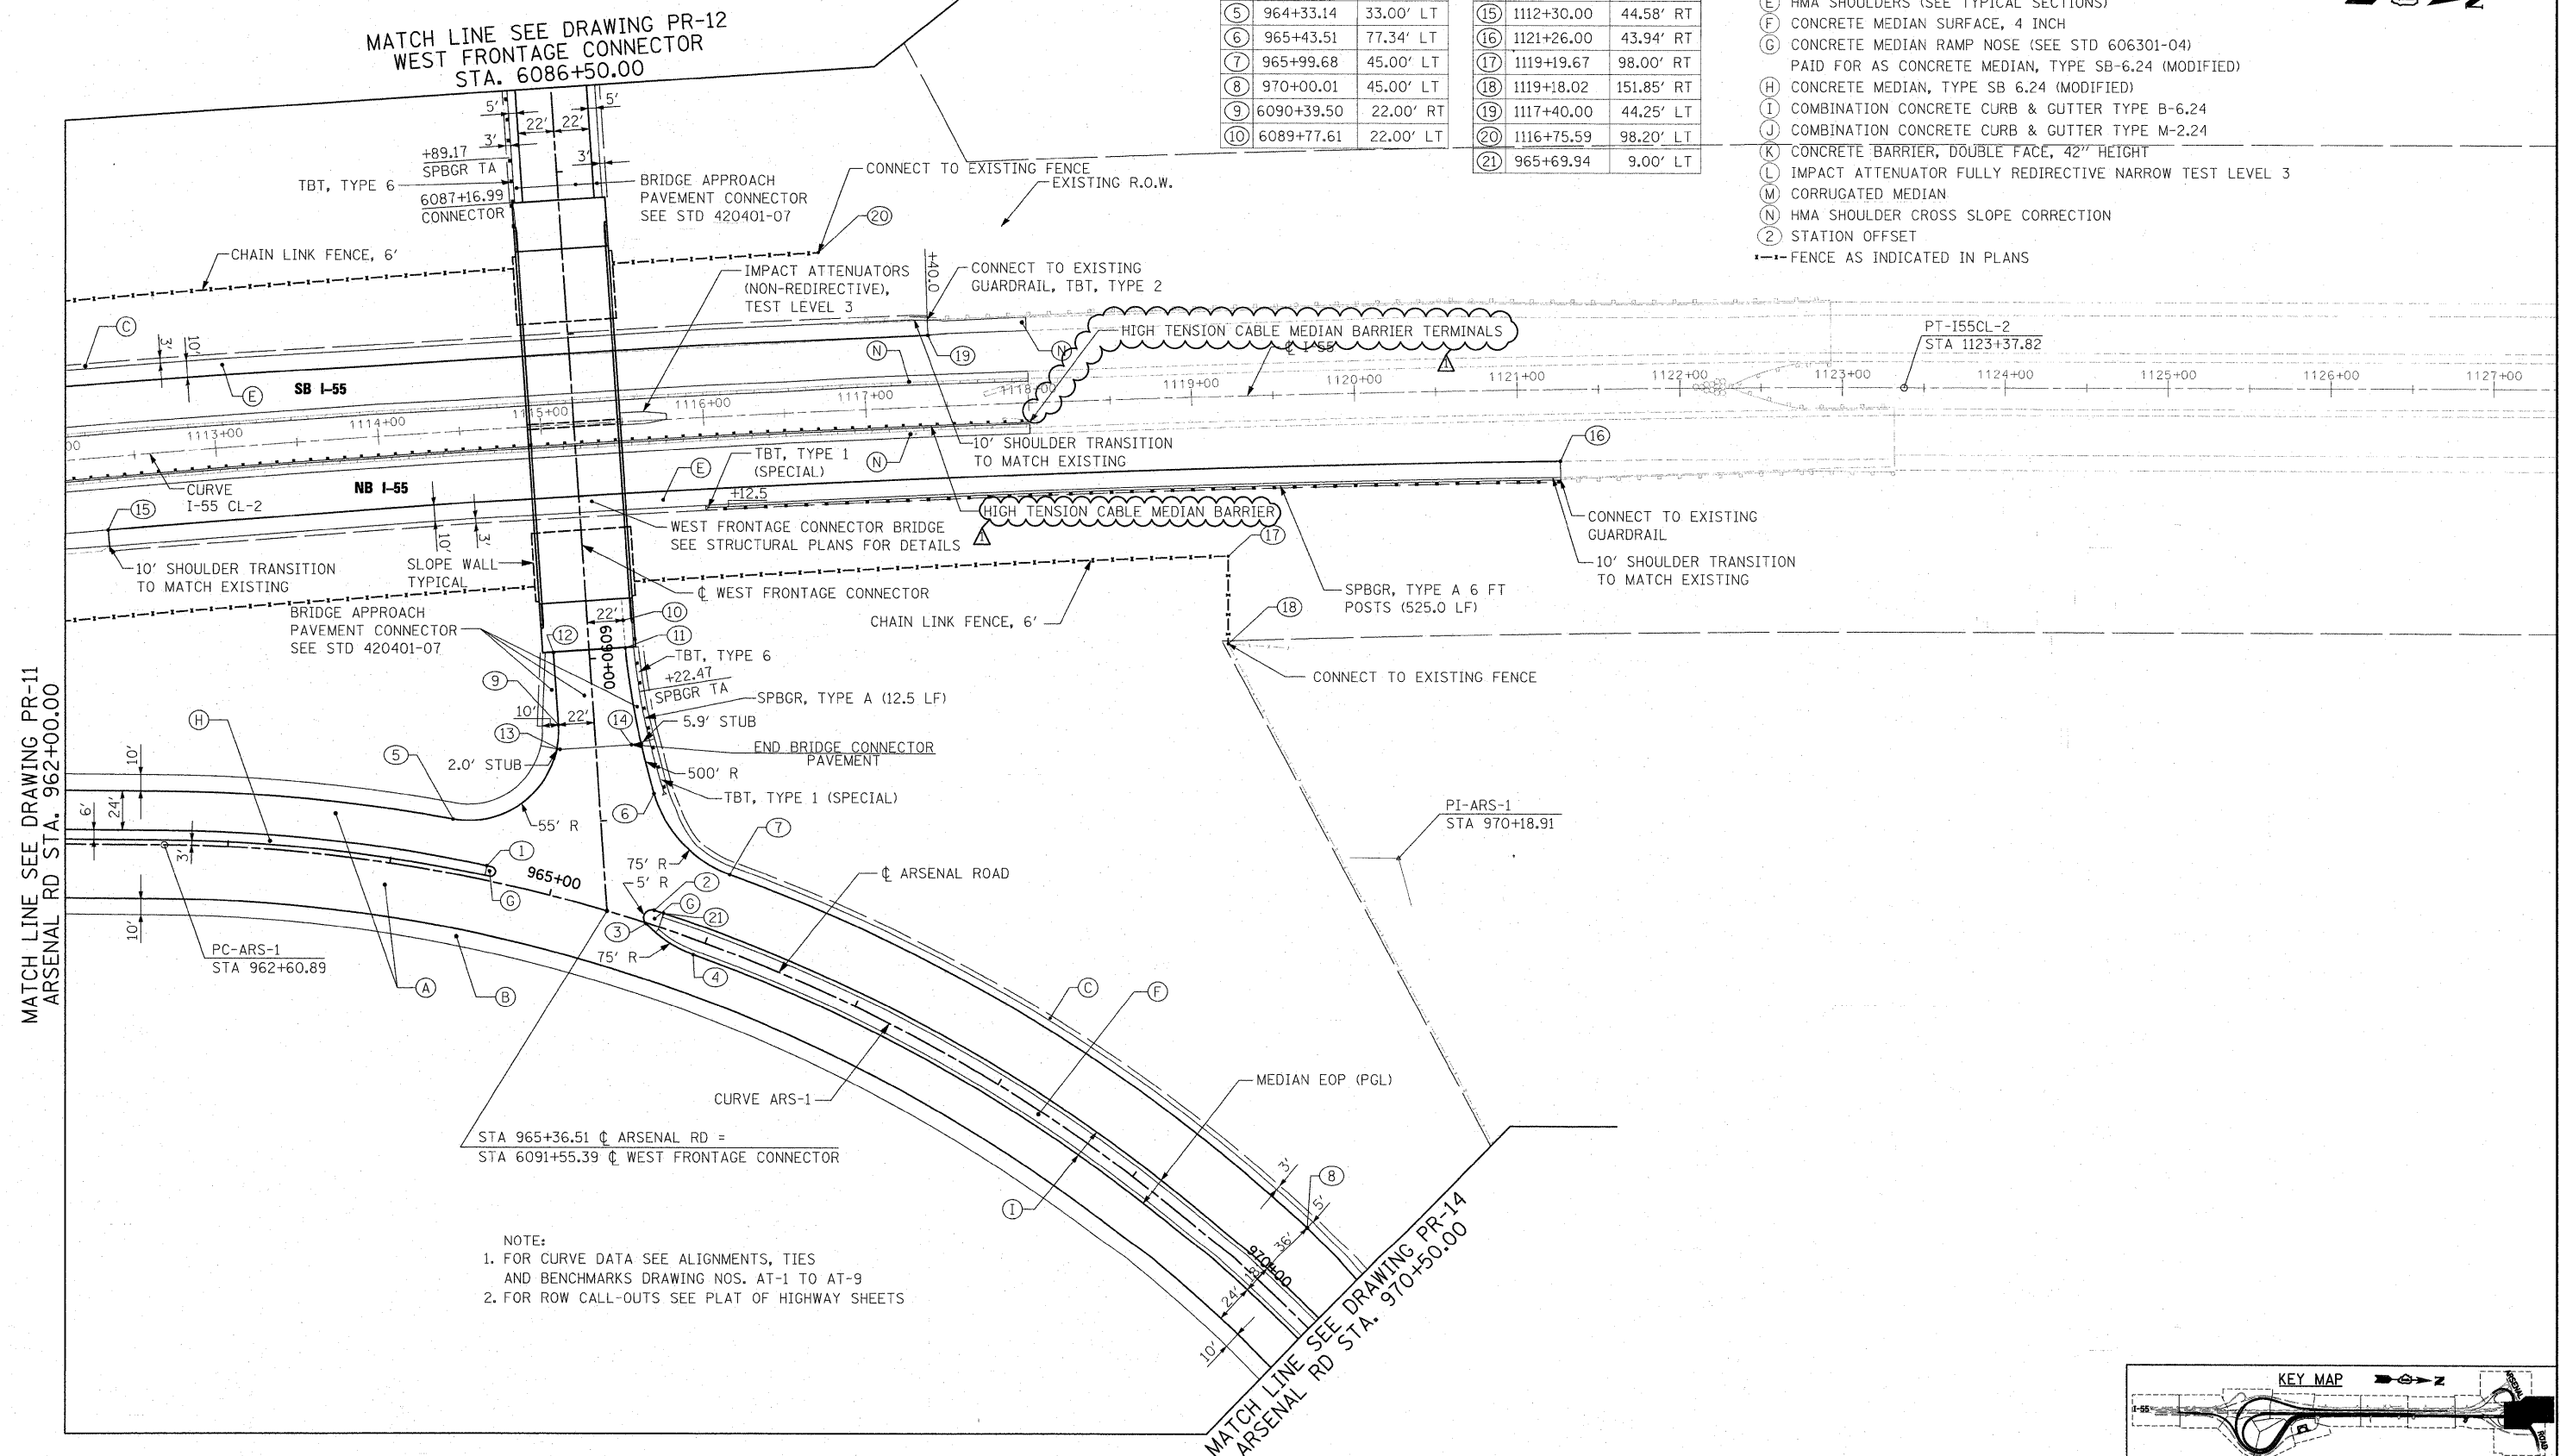 MATCH LINE SEE DRAWING PR-12
WEST FRONTAGE CONNECTOR
STA. 6086+50.00
5 964+33.14 33.00' LT
6 965+43.51 77.34' LT
7 965+99.68 45.00' LT
8 970+00.01 45.00' LT
9 6090+39.50 22.00' RT
10 6089+77.61 22.00' LT
15 1112+30.00 44.58' RT
16 1121+26.00 43.94' RT
17 1119+19.67 98.00' RT
18 1119+18.02 151.85' RT
19 1117+40.00 44.25' LT
20 1116+75.59 98.20' LT
21 965+69.94 9.00' LT
E HMA SHOULDERS (SEE TYPICAL SECTIONS)
F CONCRETE MEDIAN SURFACE, 4 INCH
G CONCRETE MEDIAN RAMP NOSE (SEE STD 606301-04)
PAID FOR AS CONCRETE MEDIAN, TYPE SB-6.24 (MODIFIED)
H CONCRETE MEDIAN, TYPE SB 6.24 (MODIFIED)
I COMBINATION CONCRETE CURB & GUTTER TYPE B-6.24
J COMBINATION CONCRETE CURB & GUTTER TYPE M-2.24
K CONCRETE BARRIER, DOUBLE FACE, 42" HEIGHT
L IMPACT ATTENUATOR FULLY REDIRECTIVE NARROW TEST LEVEL 3
M CORRUGATED MEDIAN
N HMA SHOULDER CROSS SLOPE CORRECTION
2 STATION OFFSET
FENCE AS INDICATED IN PLANS
Z
5' 5'
22' 22'
3' 3'
+89.17
SPBGR TA
TBT, TYPE 6
6087+16.99
CONNECTOR
BRIDGE APPROACH
PAVEMENT CONNECTOR
SEE STD 420401-07
CONNECT TO EXISTING FENCE
EXISTING R.O.W.
20
CHAIN LINK FENCE, 6'
IMPACT ATTENUATORS
(NON-REDIRECTIVE),
TEST LEVEL 3
+40.0
CONNECT TO EXISTING
GUARDRAIL, TBT, TYPE 2
HIGH TENSION CABLE MEDIAN BARRIER TERMINALS
℄ I-55
1
PT-I55CL-2
STA 1123+37.82
C
3'
10'
E
SB I-55
N
19
N
00
1113+00
1114+00
1115+00
1116+00
1117+00
1118+00
1119+00
1120+00
1121+00
1122+00
1123+00
1124+00
1125+00
1126+00
1127+00
10' SHOULDER TRANSITION
TO MATCH EXISTING
16
TBT, TYPE 1
(SPECIAL)
N
E
CURVE
I-55 CL-2
NB I-55
15
+12.5
HIGH TENSION CABLE MEDIAN BARRIER
1
WEST FRONTAGE CONNECTOR BRIDGE
SEE STRUCTURAL PLANS FOR DETAILS
10'
3'
17
CONNECT TO EXISTING
GUARDRAIL
10' SHOULDER TRANSITION
TO MATCH EXISTING
10' SHOULDER TRANSITION
TO MATCH EXISTING
SLOPE WALL
TYPICAL
℄ WEST FRONTAGE CONNECTOR
SPBGR, TYPE A 6 FT
POSTS (525.0 LF)
BRIDGE APPROACH
PAVEMENT CONNECTOR
SEE STD 420401-07
22'
10
CHAIN LINK FENCE, 6'
18
12
6090+00
11
TBT, TYPE 6
+22.47
SPBGR TA
CONNECT TO EXISTING FENCE
9
SPBGR, TYPE A (12.5 LF)
10'
22'
14
5.9' STUB
H
13
END BRIDGE CONNECTOR
PAVEMENT
5
2.0' STUB
500' R
TBT, TYPE 1 (SPECIAL)
MATCH LINE SEE DRAWING PR-11
ARSENAL RD STA. 962+00.00
10'
6'
24'
3'
10'
55' R
6
7
PI-ARS-1
STA 970+18.91
1
965+00
75' R
5' R
2
℄ ARSENAL ROAD
G
G
21
3
75' R
4
PC-ARS-1
STA 962+60.89
A
B
C
F
MEDIAN EOP (PGL)
CURVE ARS-1
STA 965+36.51 ℄ ARSENAL RD =
STA 6091+55.39 ℄ WEST FRONTAGE CONNECTOR
I
3'
8
5'
36'
970+00
18'
24'
10'
MATCH LINE SEE DRAWING PR-14
ARSENAL RD STA. 970+50.00
NOTE:
1. FOR CURVE DATA SEE ALIGNMENTS, TIES
AND BENCHMARKS DRAWING NOS. AT-1 TO AT-9
2. FOR ROW CALL-OUTS SEE PLAT OF HIGHWAY SHEETS
KEY MAP
Z
I-55
ARSENAL
ROAD